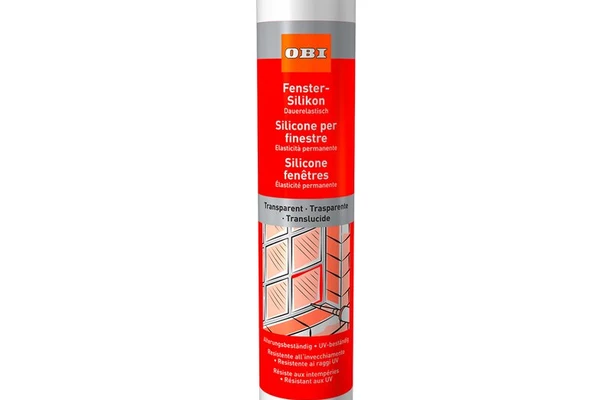 OBI
Fenster-
Silikon
Dauerelastisch
Silicone per
finestre
Elasticità permanente
Silicone
fenêtres
Élasticité permanente
Transparent · Trasparente
· Translucide
Alterungsbeständig • UV-beständig
Resistente all'invecchiamento
• Resistente ai raggi UV
Résiste aux intempéries
• Résistant aux UV